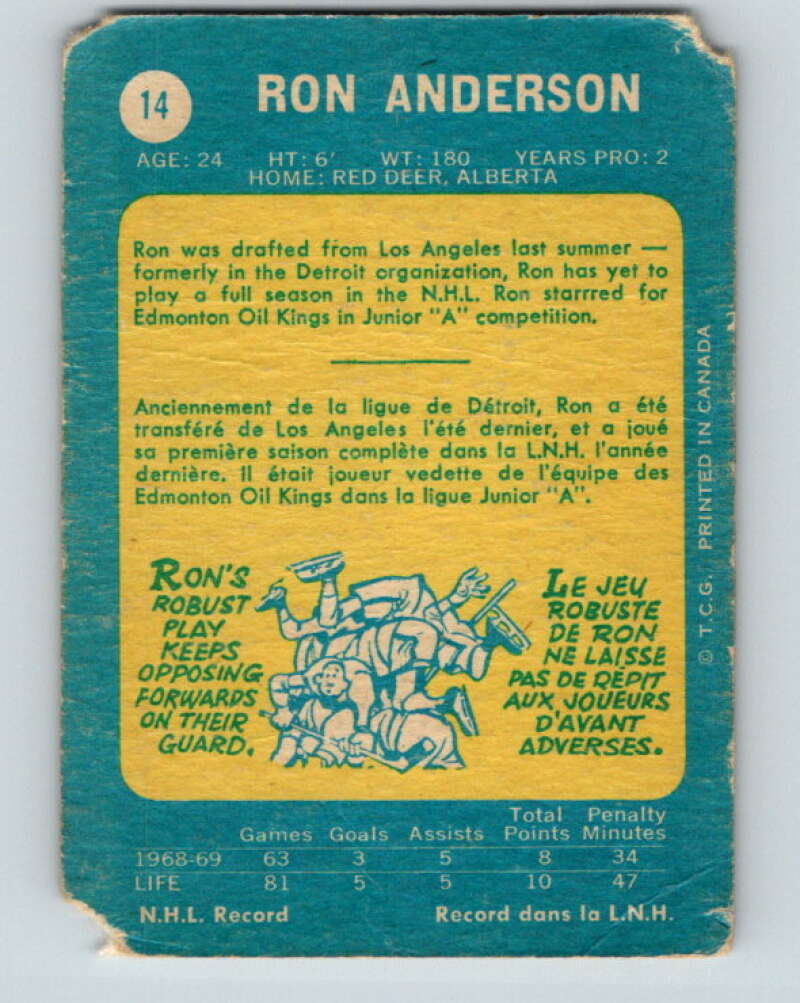 14
RON ANDERSON
AGE: 24 HT: 6' WT: 180 YEARS PRO: 2
HOME: RED DEER, ALBERTA
Ron was drafted from Los Angeles last summer —
formerly in the Detroit organization, Ron has yet to
play a full season in the N.H.L. Ron starrred for
Edmonton Oil Kings in Junior "A" competition.
Anciennement de la ligue de Détroit, Ron a été
transféré de Los Angeles l'été dernier, et a joué
sa première saison complète dans la L.N.H. l'année
dernière. Il était joueur vedette de l'équipe des
Edmonton Oil Kings dans la ligue Junior "A".
RON'S
ROBUST
PLAY
KEEPS
OPPOSING
FORWARDS
ON THEIR
GUARD.
LE JEU
ROBUSTE
DE RON
NE LAISSE
PAS DE RÉPIT
AUX JOUEURS
D'AVANT
ADVERSES.
© T.C.G. PRINTED IN CANADA
Total Penalty
Games Goals Assists Points Minutes
1968-69 63 3 5 8 34
LIFE 81 5 5 10 47
N.H.L. Record Record dans la L.N.H.